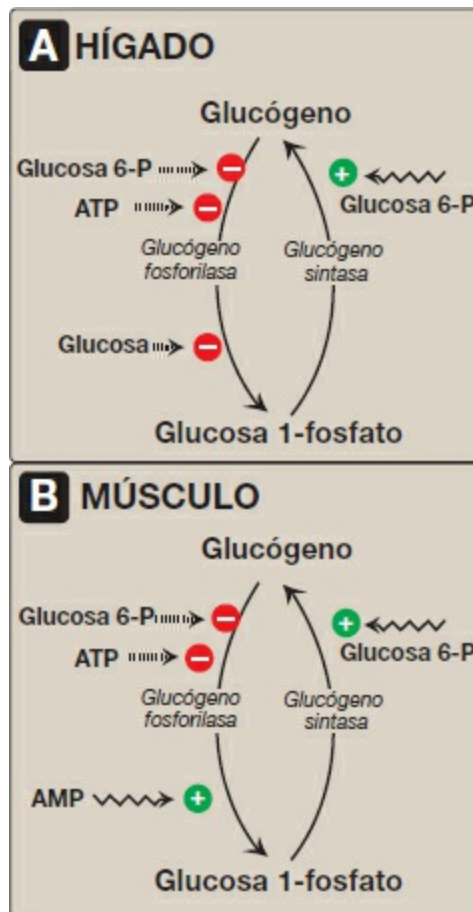 A HÍGADO
Glucógeno
Glucosa 6-P
ATP
Glucosa 6-P
Glucógeno
fosforilasa
Glucógeno
sintasa
Glucosa
Glucosa 1-fosfato
B MÚSCULO
Glucógeno
Glucosa 6-P
ATP
Glucosa 6-P
Glucógeno
fosforilasa
Glucógeno
sintasa
AMP
Glucosa 1-fosfato